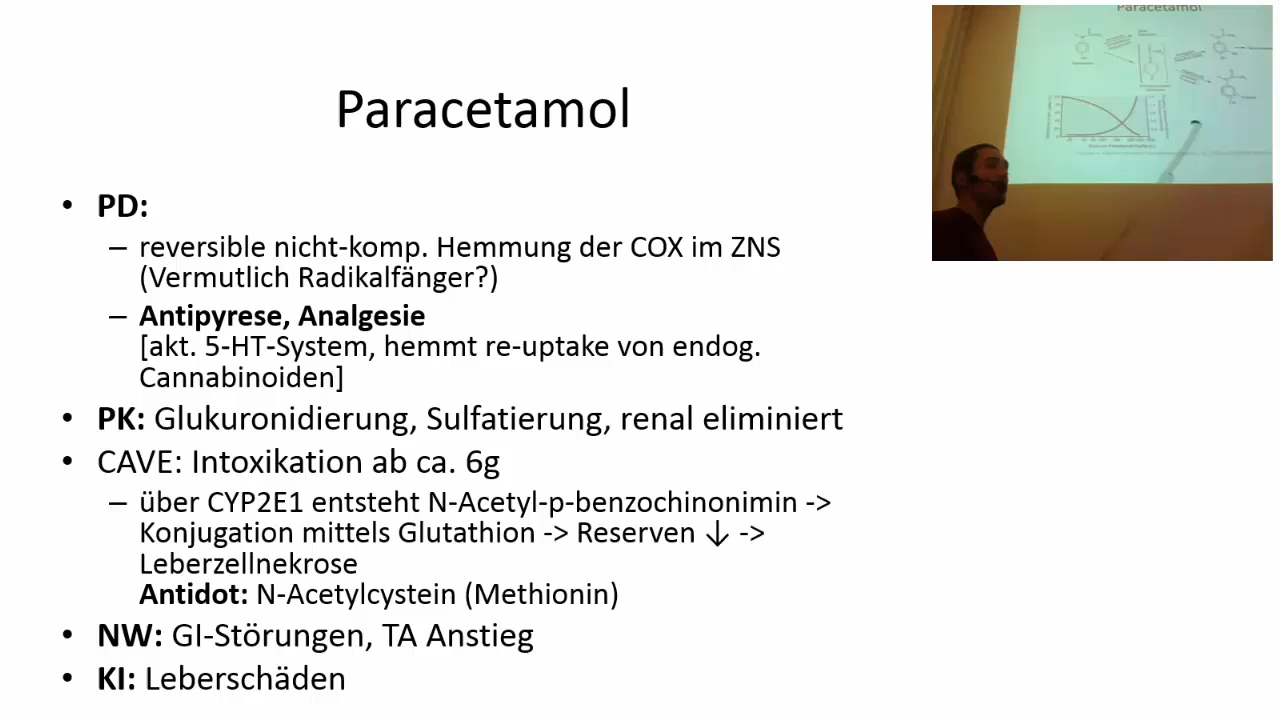 Paracetamol
• PD:
– reversible nicht-komp. Hemmung der COX im ZNS
(Vermutlich Radikalfänger?)
– Antipyrese, Analgesie
[akt. 5-HT-System, hemmt re-uptake von endog.
Cannabinoiden]
• PK: Glukuronidierung, Sulfatierung, renal eliminiert
• CAVE: Intoxikation ab ca. 6g
– über CYP2E1 entsteht N-Acetyl-p-benzochinonimin ->
Konjugation mittels Glutathion -> Reserven ↓ ->
Leberzellnekrose
Antidot: N-Acetylcystein (Methionin)
• NW: GI-Störungen, TA Anstieg
• KI: Leberschäden
Paracetamol